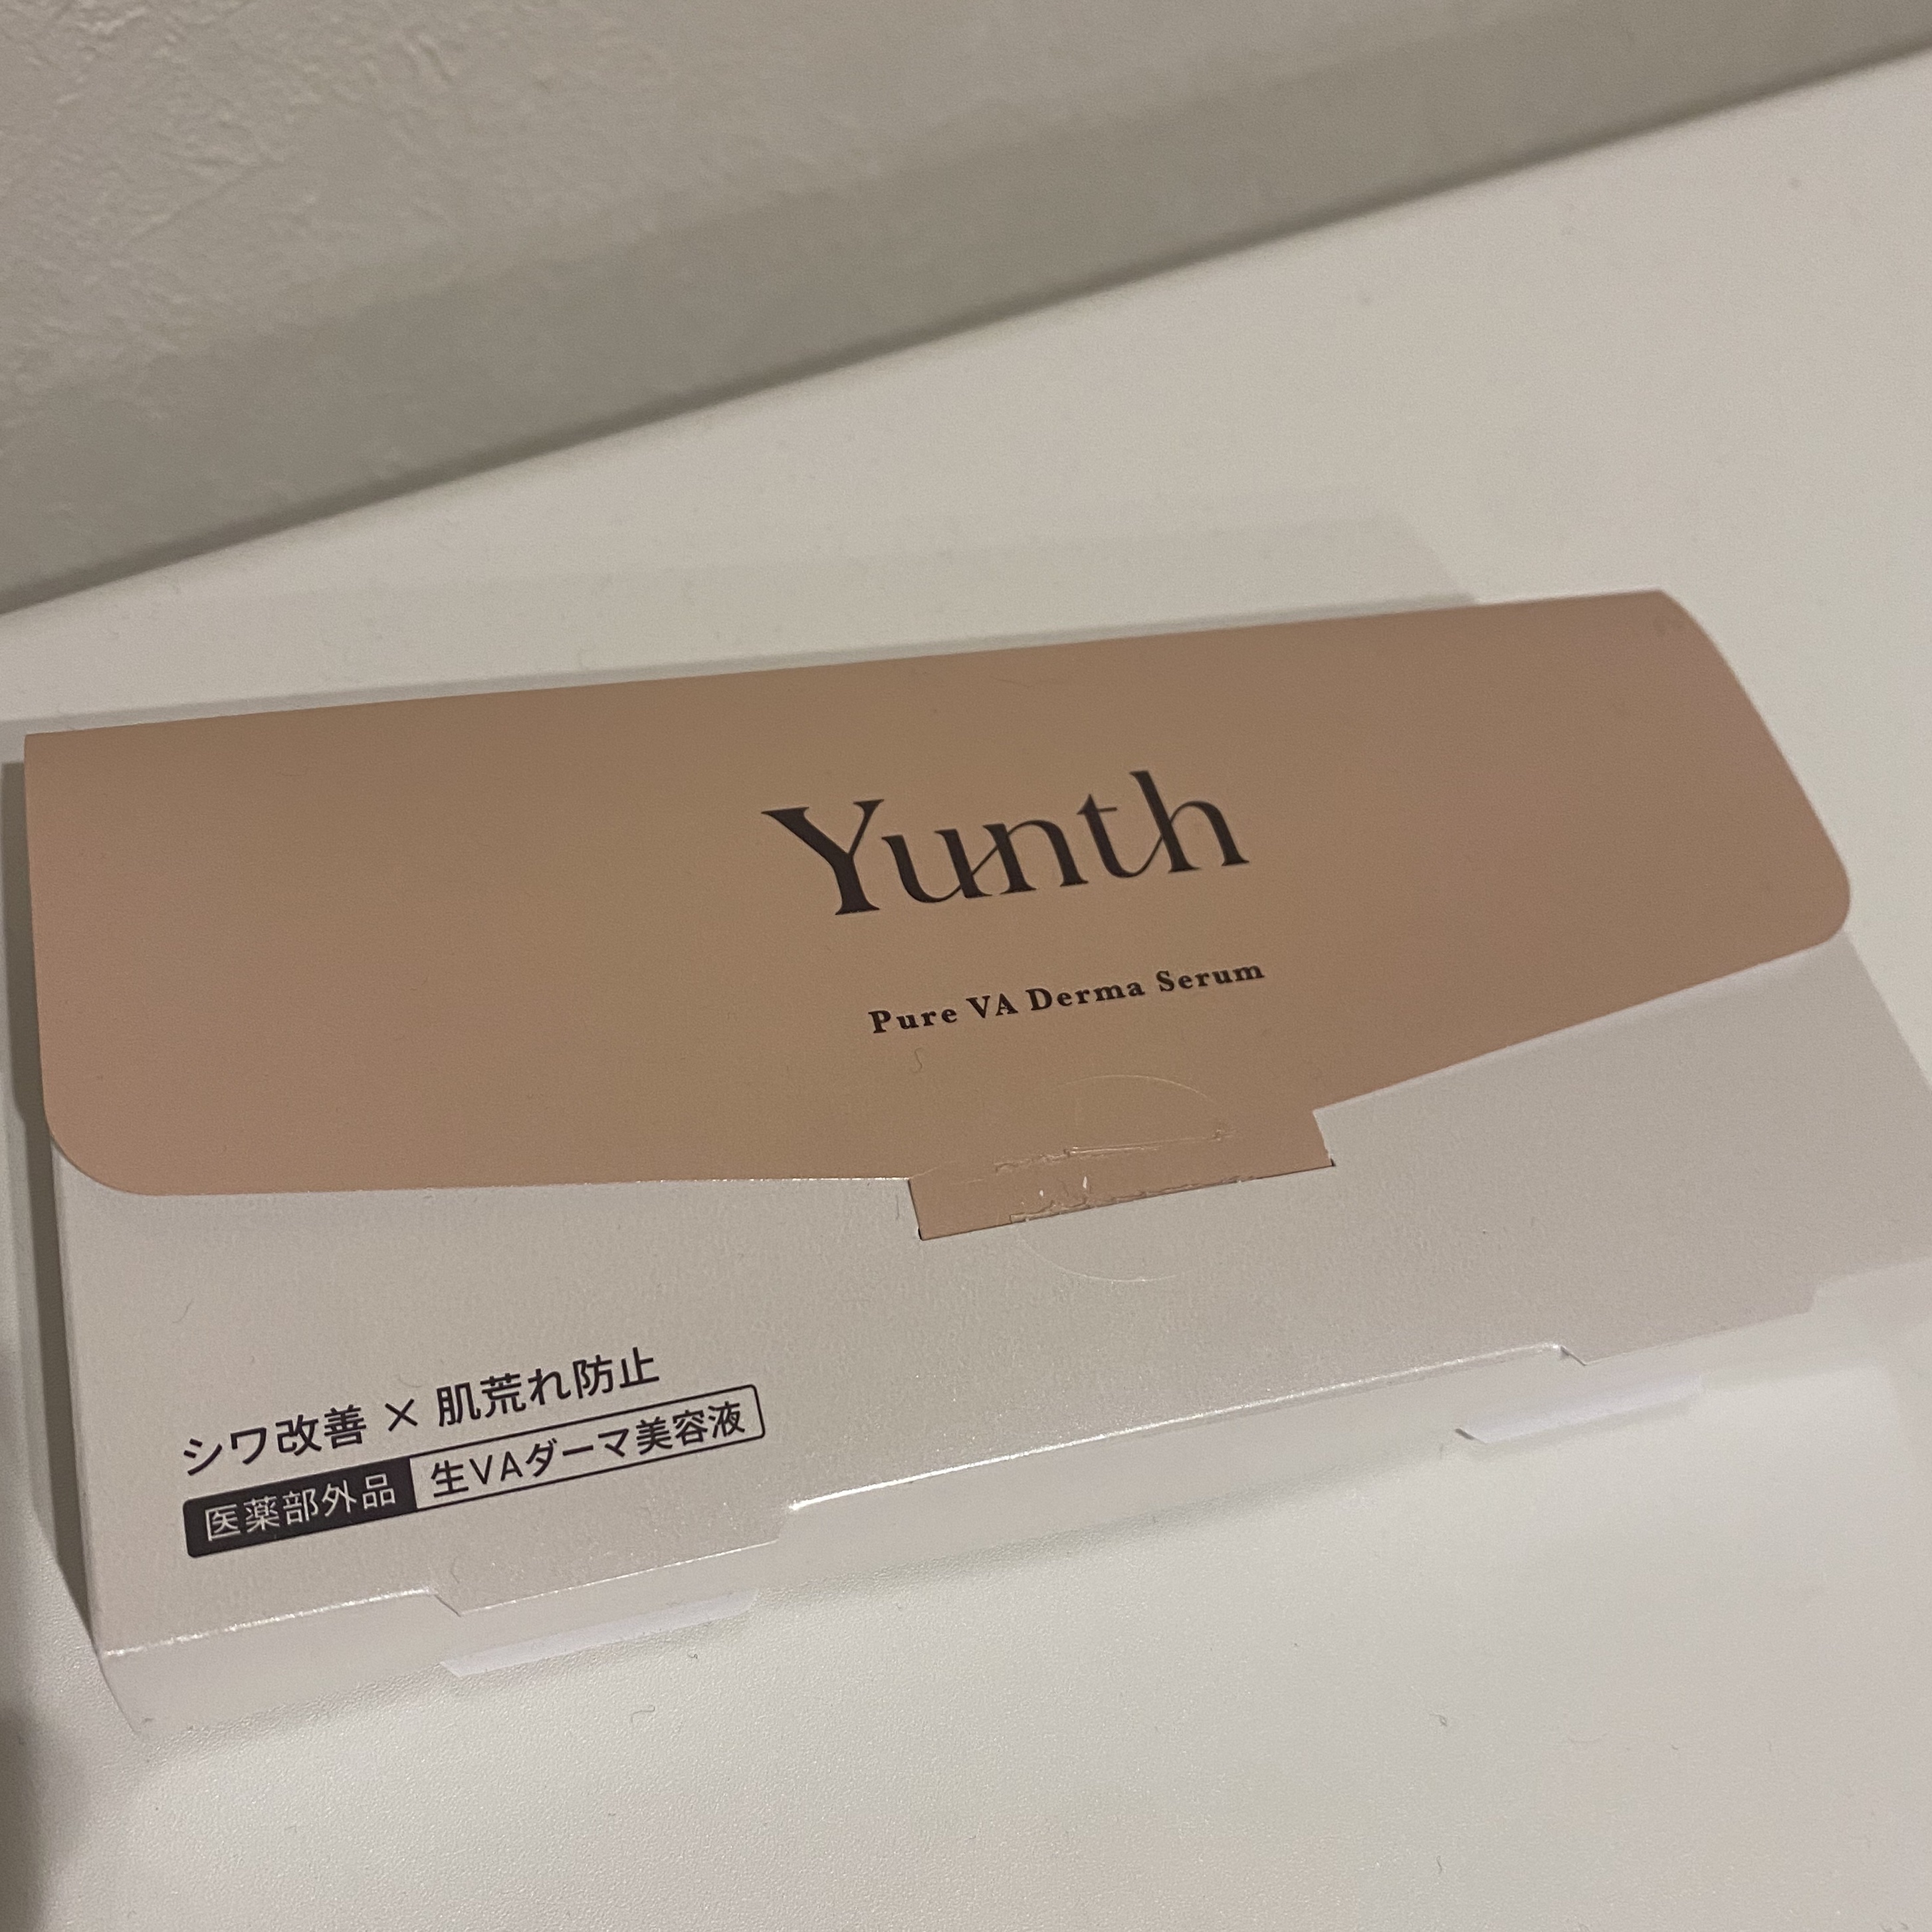 Yunth
Pure VA Derma Serum
シワ改善 × 肌荒れ防止
医薬部外品 生VAダーマ美容液